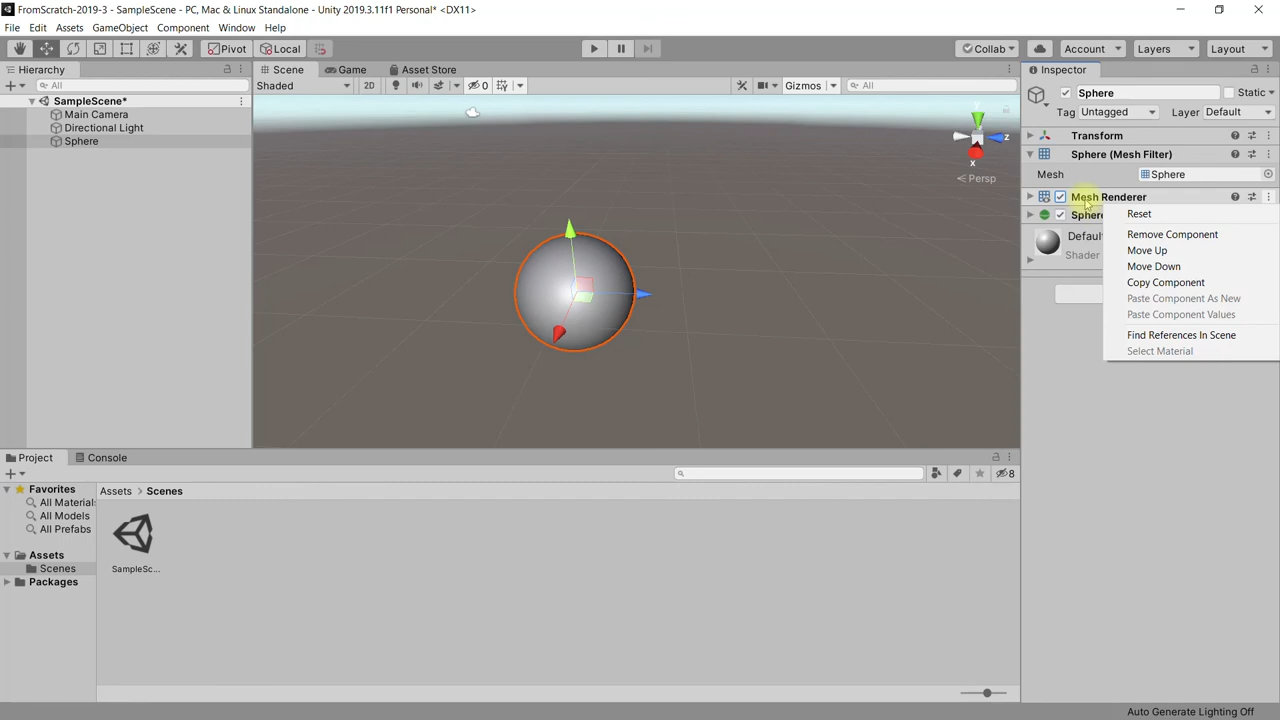 FromScratch-2019-3 - SampleScene - PC, Mac & Linux Standalone - Unity 2019.3.11f1 Personal* <DX11>
File Edit Assets GameObject Component Window Help
Pivot Local Collab Account Layers Layout
Hierarchy
All
SampleScene*
Main Camera
Directional Light
Sphere
Scene Game Asset Store
Shaded 2D 0 Gizmos All
y
z
x
Persp
Inspector
Sphere Static
Tag Untagged Layer Default
Transform
Sphere (Mesh Filter)
Mesh Sphere
Mesh Renderer
Sphere
Shader
Reset
Remove Component
Move Up
Move Down
Copy Component
Paste Component As New
Paste Component Values
Find References In Scene
Select Material
Project Console
8
Favorites
All Materials
All Models
All Prefabs
Assets
Scenes
Packages
Assets > Scenes
SampleSc...
Auto Generate Lighting Off